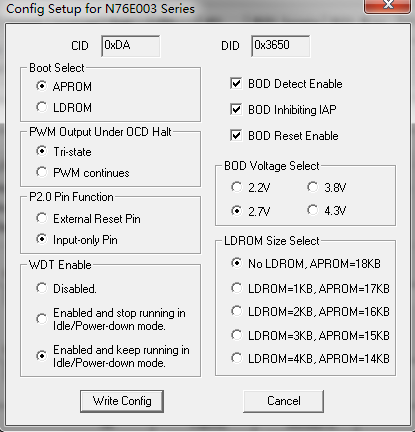 Config Setup for N76E003 Series
CID 0xDA DID 0x3650
Boot Select
APROM
LDROM
PWM Output Under OCD Halt
Tri-state
PWM continues
P2.0 Pin Function
External Reset Pin
Input-only Pin
WDT Enable
Disabled.
Enabled and stop running in
Idle/Power-down mode.
Enabled and keep running in
Idle/Power-down mode.
BOD Detect Enable
BOD Inhibiting IAP
BOD Reset Enable
BOD Voltage Select
2.2V 3.8V
2.7V 4.3V
LDROM Size Select
No LDROM, APROM=18KB
LDROM=1KB, APROM=17KB
LDROM=2KB, APROM=16KB
LDROM=3KB, APROM=15KB
LDROM=4KB, APROM=14KB
Write Config Cancel